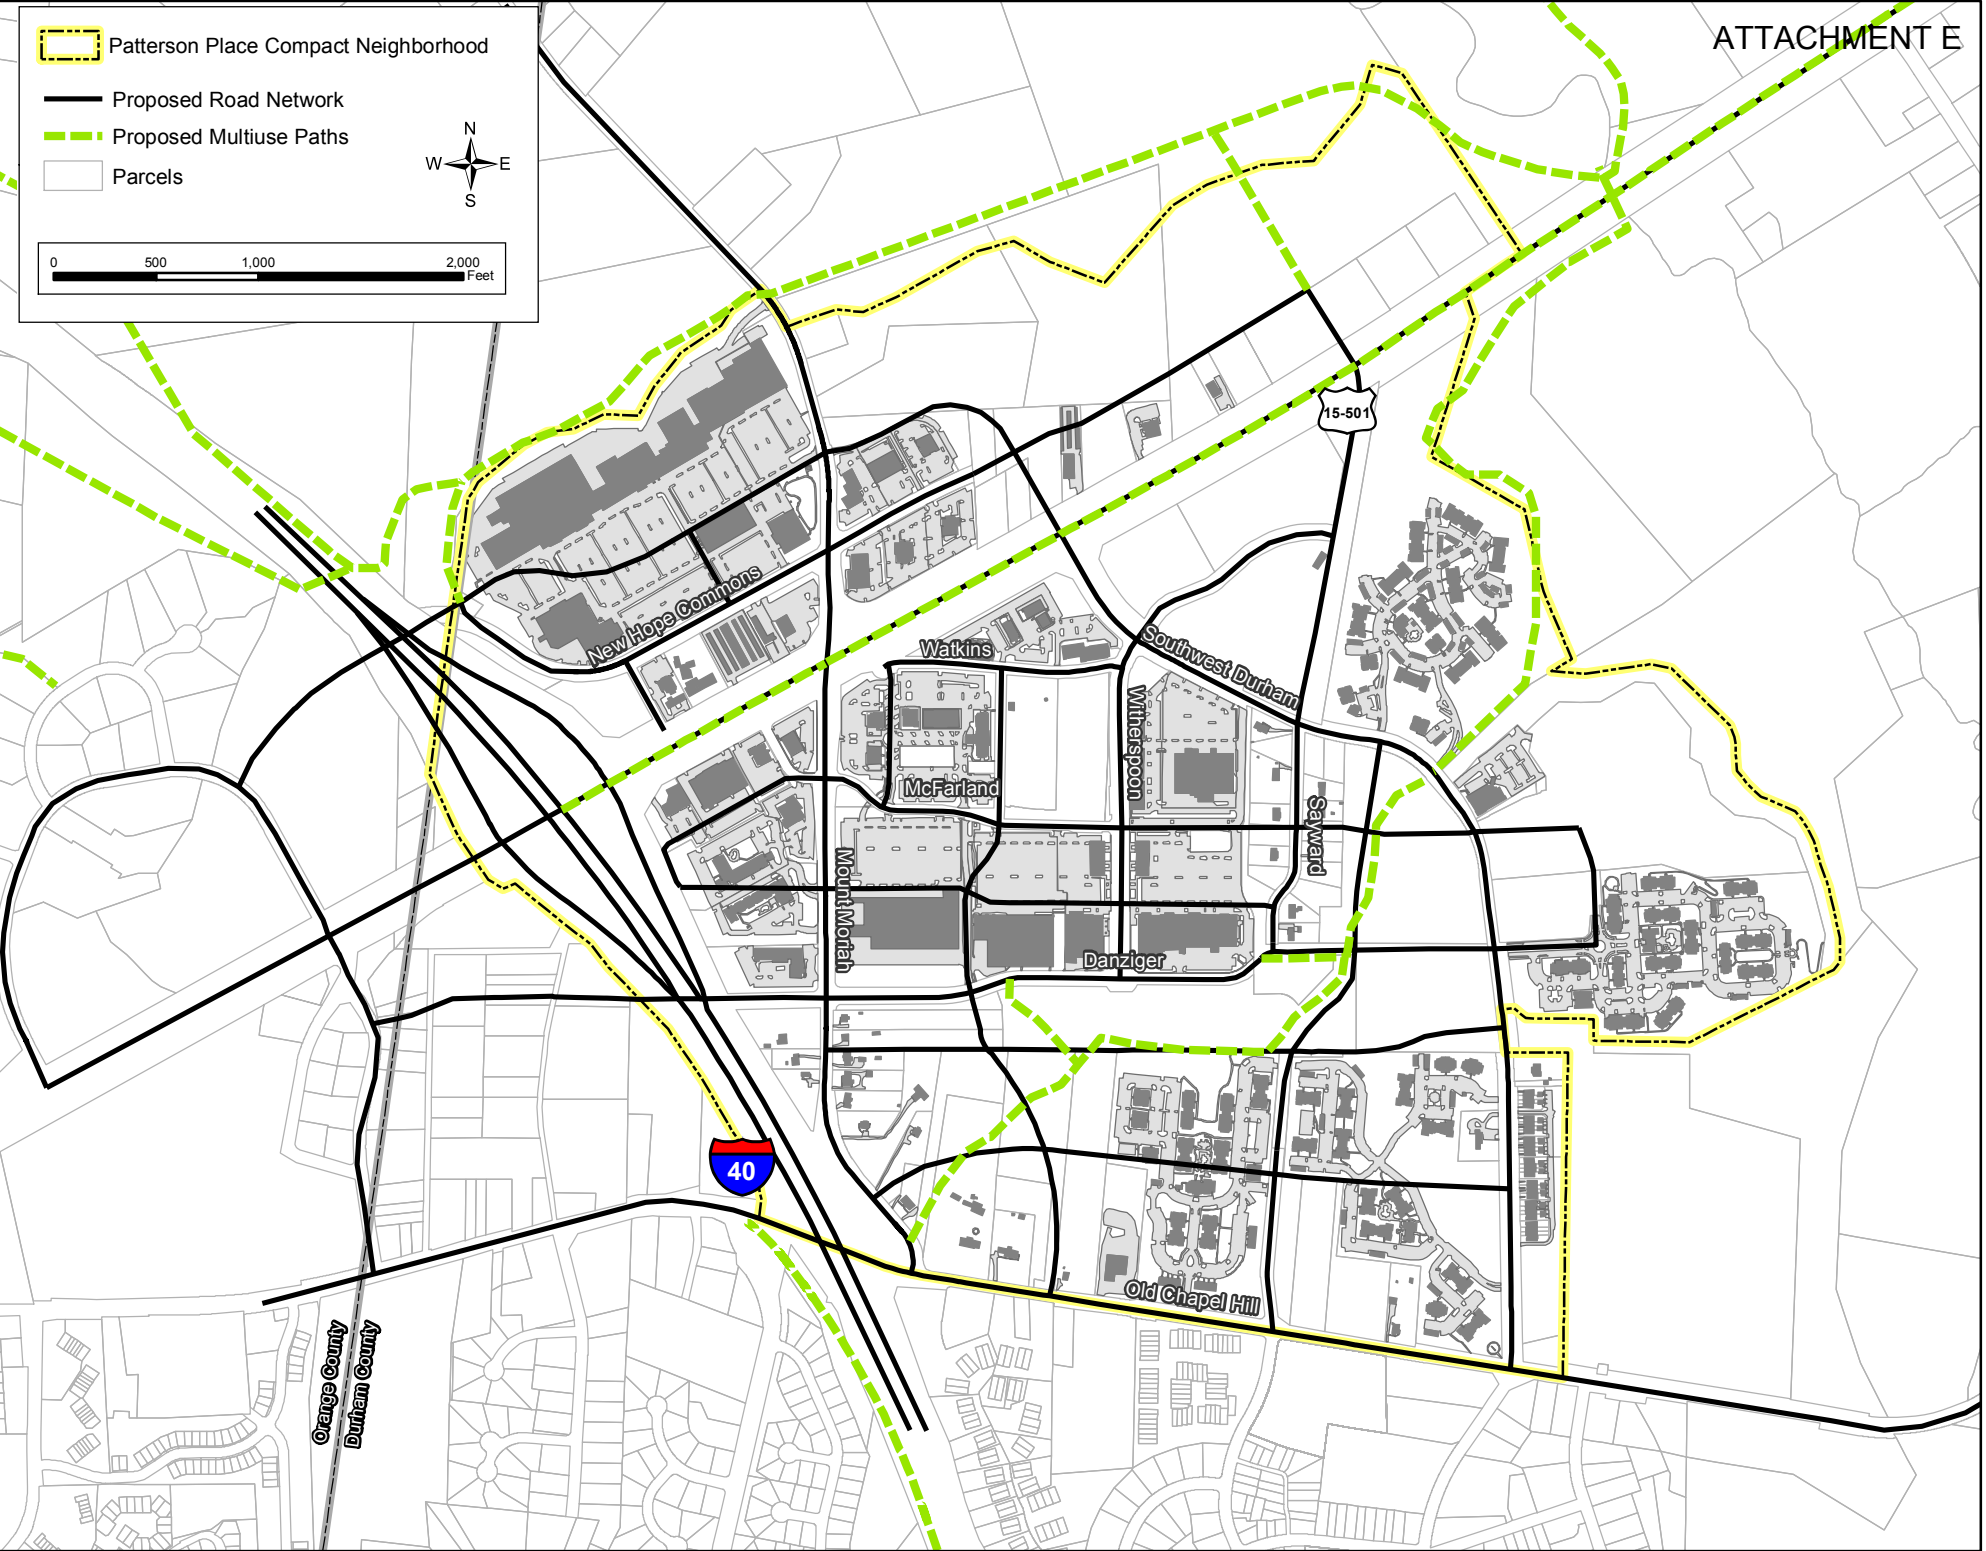 ATTACHMENT E
Patterson Place Compact Neighborhood
Proposed Road Network
Proposed Multiuse Paths
Parcels
N
W E
S
0 500 1,000 2,000
Feet
15-501
New Hope Commons
Watkins
Southwest Durham
Witherspoon
McFarland
Sayward
Mount Moriah
Danziger
40
Old Chapel Hill
Orange County
Durham County